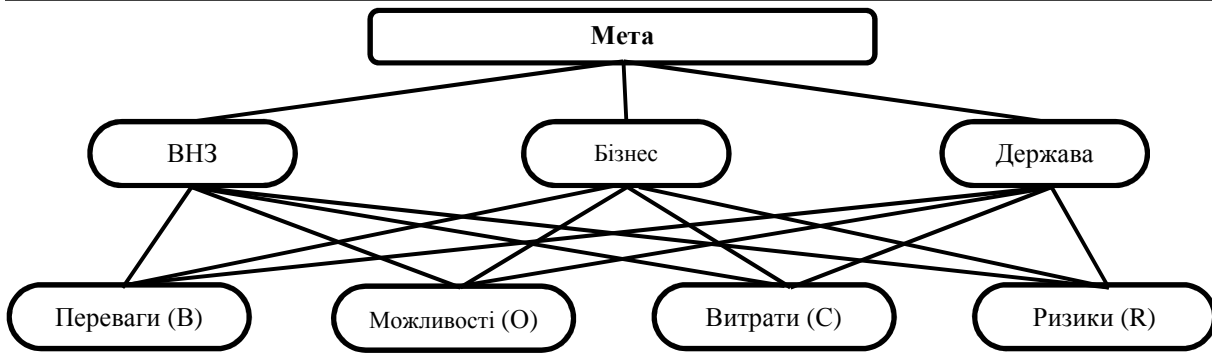 Мета
ВНЗ
Бізнес
Держава
Переваги (В)
Можливості (О)
Витрати (С)
Ризики (R)